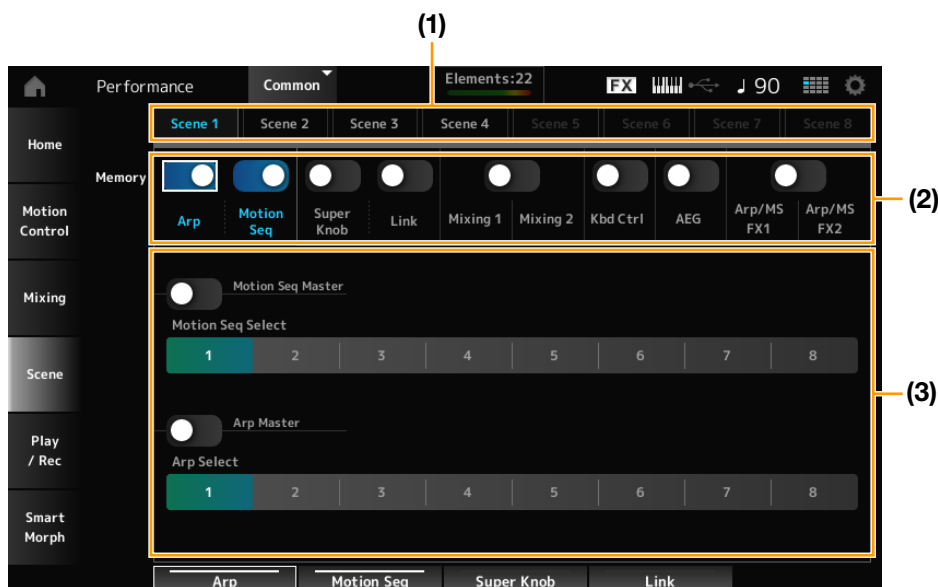 (1)
Performance Common Elements:22 FX 90
Scene 1 Scene 2 Scene 3 Scene 4 Scene 5 Scene 6 Scene 7 Scene 8
Home
Memory
(2)
Arp Motion Seq Super Knob Link Mixing 1 Mixing 2 Kbd Ctrl AEG Arp/MS FX1 Arp/MS FX2
Motion
Control
Motion Seq Master
Mixing
Motion Seq Select
1 2 3 4 5 6 7 8
Scene
(3)
Arp Master
Play
/ Rec
Arp Select
1 2 3 4 5 6 7 8
Smart
Morph
Arp Motion Seq Super Knob Link